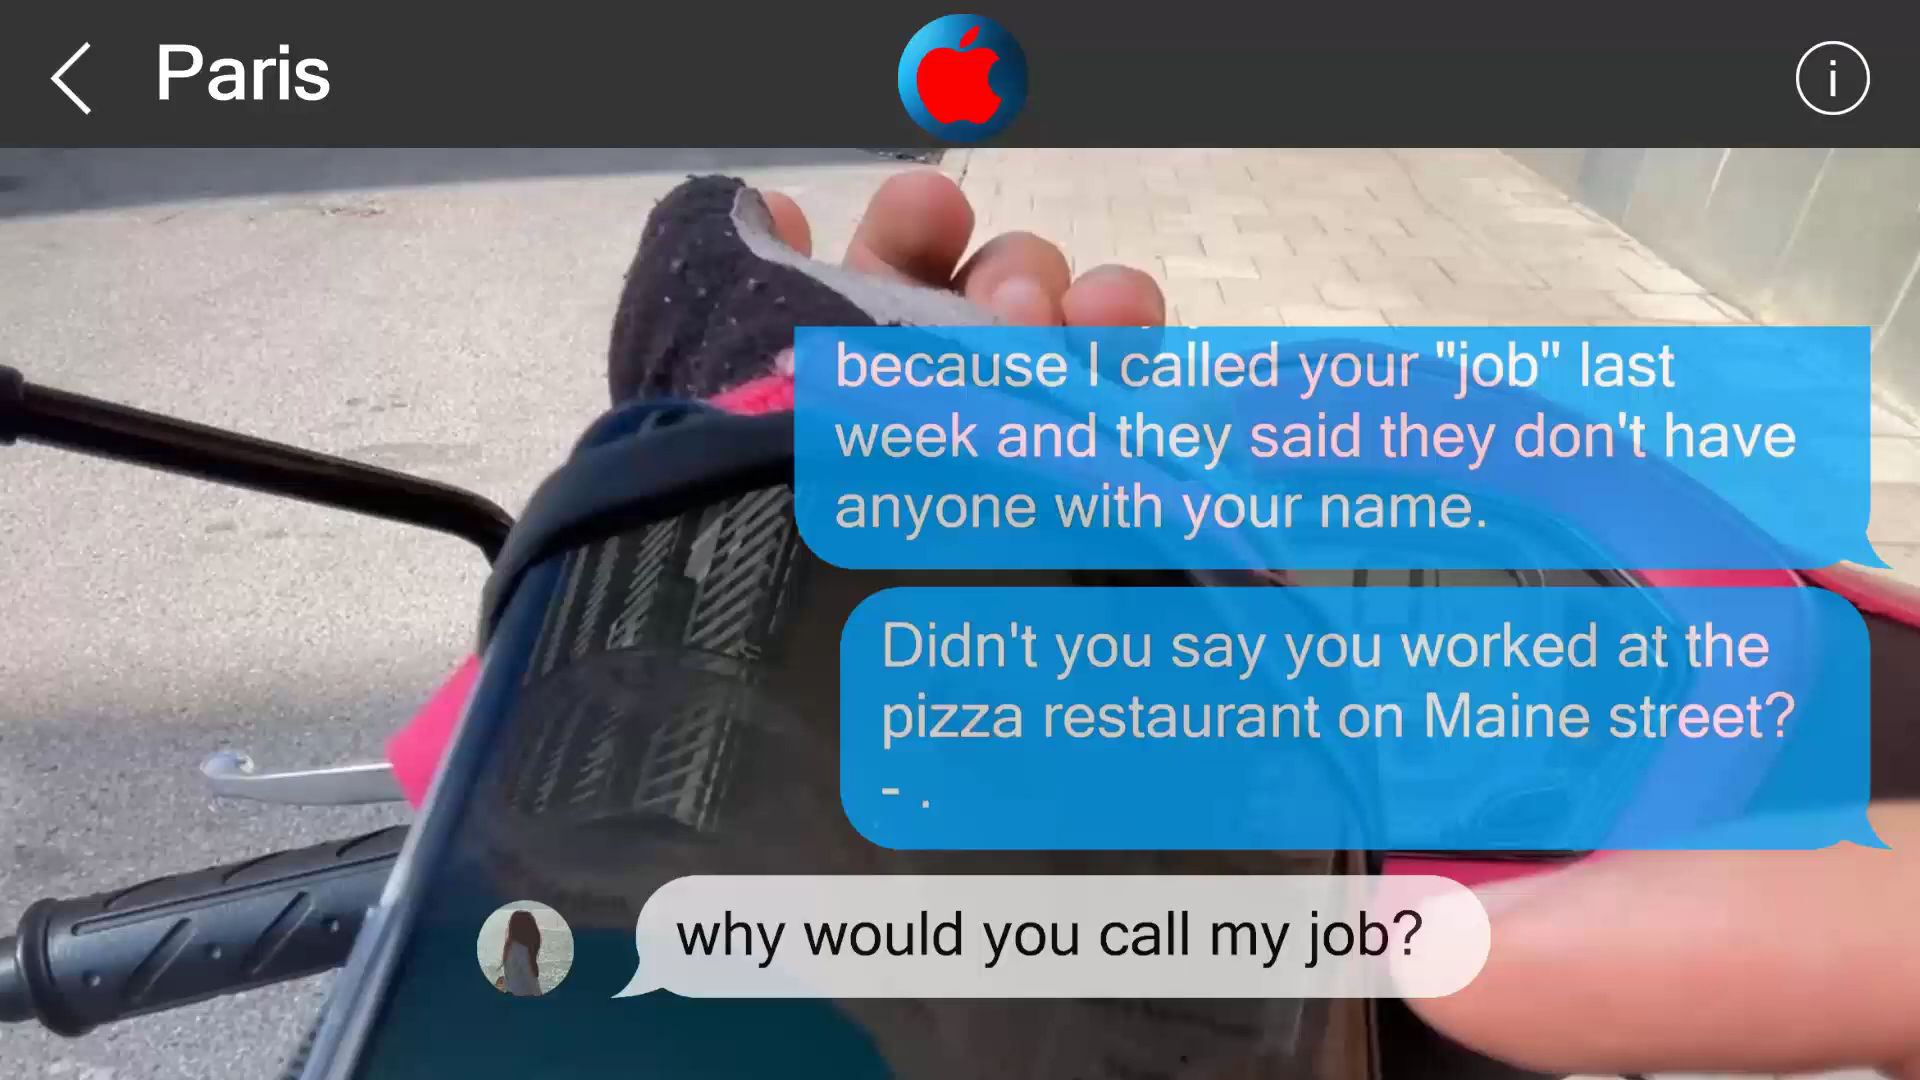 Paris
because I called your "job" last
week and they said they don't have
anyone with your name.
Didn't you say you worked at the
pizza restaurant on Maine street?
- .
why would you call my job?